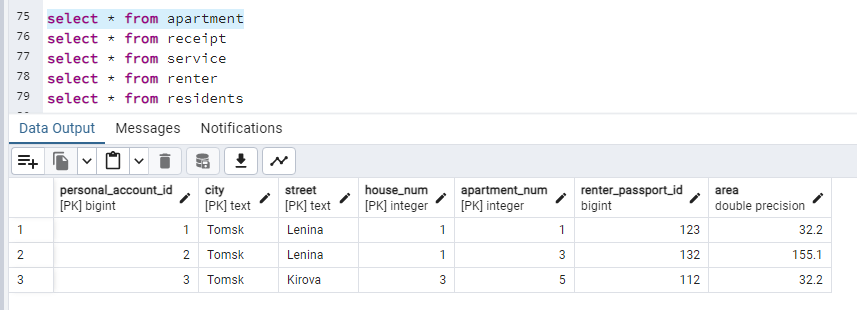 75 select * from apartment
76 select * from receipt
77 select * from service
78 select * from renter
79 select * from residents
Data Output Messages Notifications
personal_account_id city street house_num apartment_num renter_passport_id area
[PK] bigint [PK] text [PK] text [PK] integer [PK] integer bigint double precision
1 1 Tomsk Lenina 1 1 123 32.2
2 2 Tomsk Lenina 1 3 132 155.1
3 3 Tomsk Kirova 3 5 112 32.2